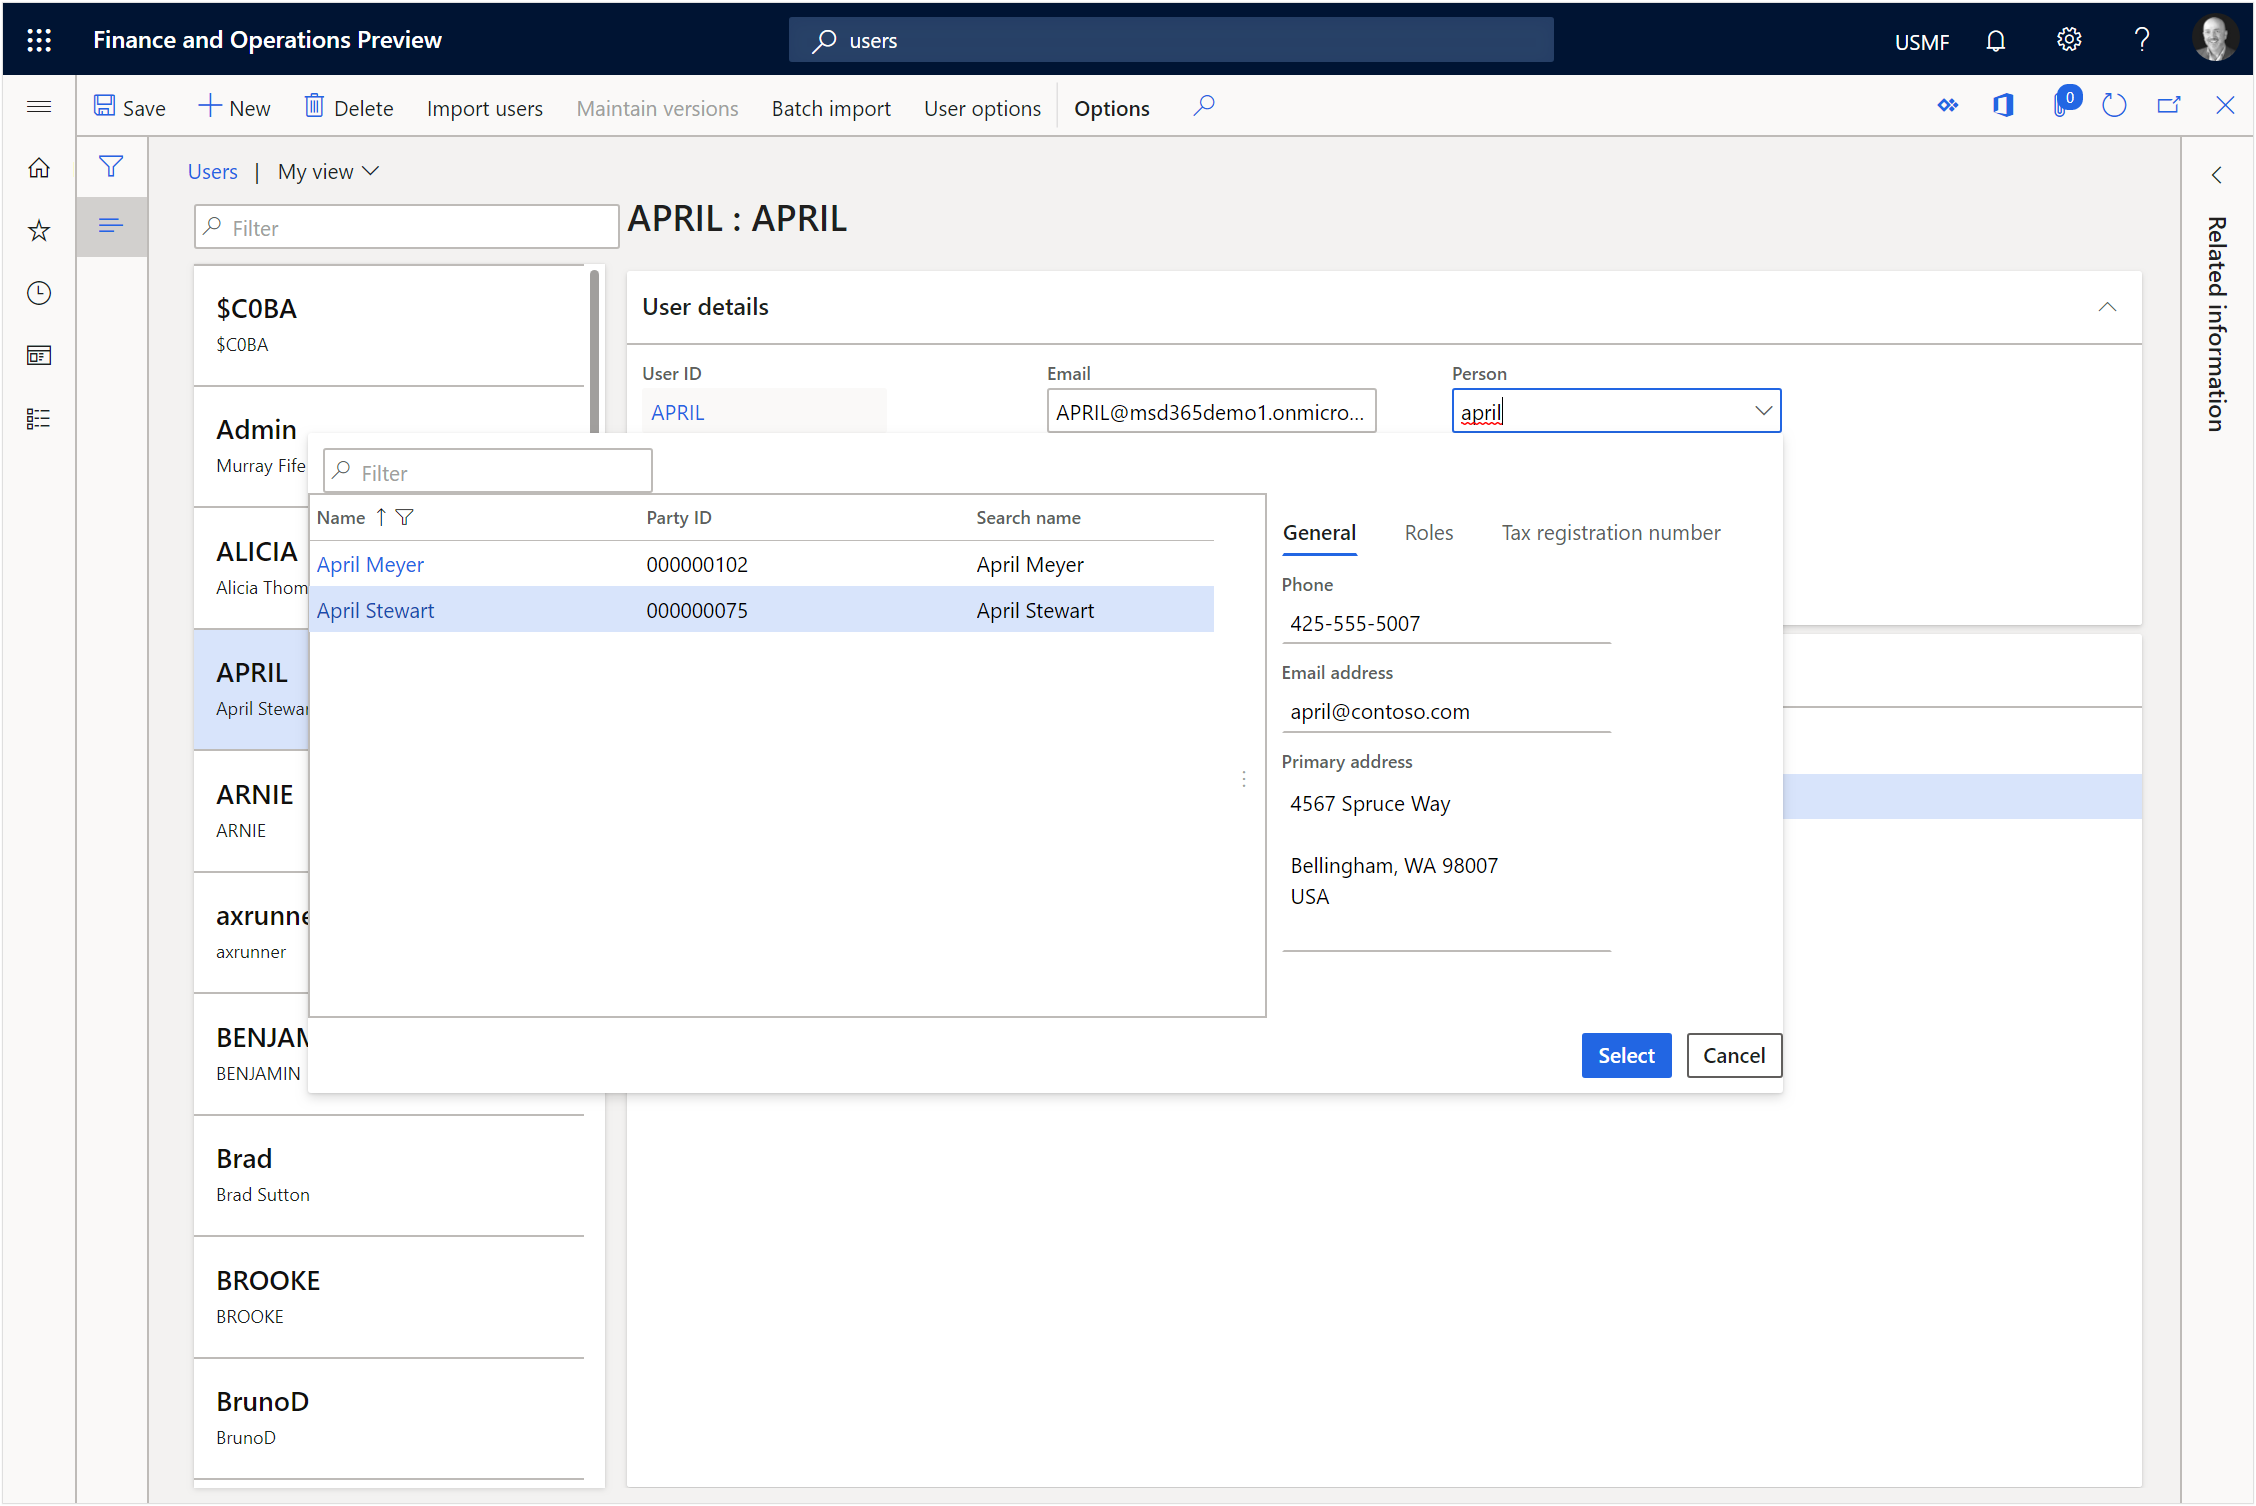 Finance and Operations Preview
users
USMF
Save
New
Delete
Import users
Maintain versions
Batch import
User options
Options
0
Users | My view
Filter
APRIL : APRIL
$C0BA
$C0BA
Admin
Murray Fife
ALICIA
Alicia Thom
APRIL
April Stewar
ARNIE
ARNIE
axrunne
axrunner
BENJAM
BENJAMIN
Brad
Brad Sutton
BROOKE
BROOKE
BrunoD
BrunoD
User details
User ID
APRIL
Email
APRIL@msd365demo1.onmicro...
Person
april
Filter
Name Party ID Search name
April Meyer 000000102 April Meyer
April Stewart 000000075 April Stewart
General Roles Tax registration number
Phone
425-555-5007
Email address
april@contoso.com
Primary address
4567 Spruce Way
Bellingham, WA 98007
USA
Select
Cancel
Related information